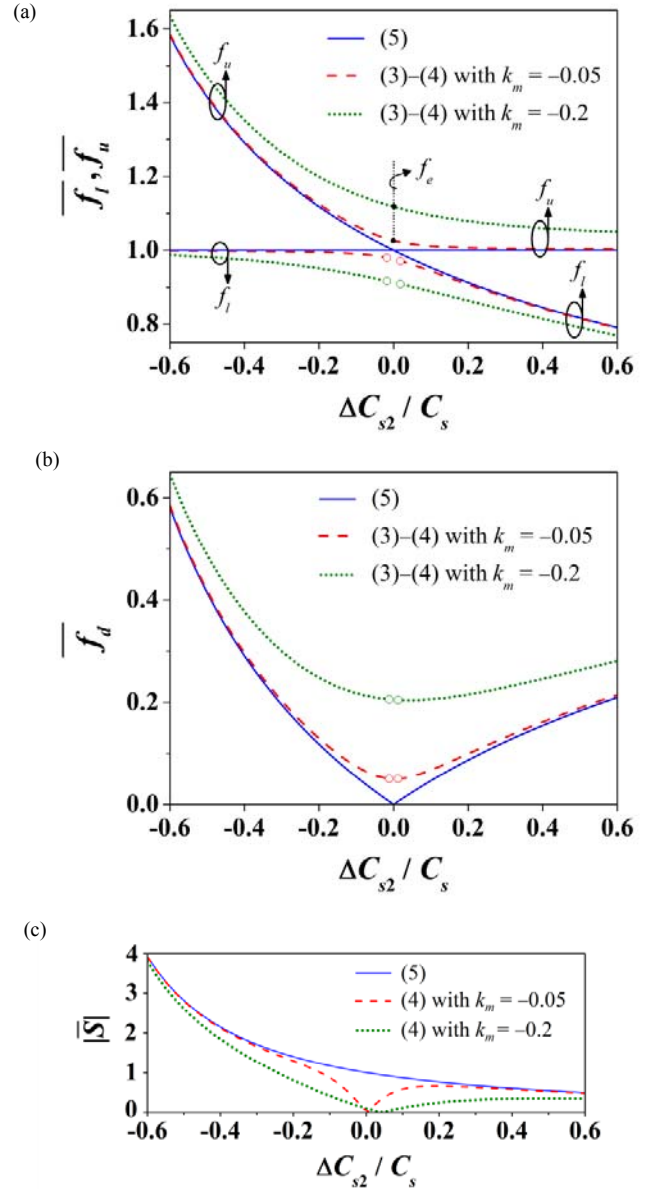 (a)
1.6
1.4
1.2
1.0
0.8
f_l, f_u
(5)
(3)–(4) with k_m = –0.05
(3)–(4) with k_m = –0.2
f_u
f_e
f_u
f_l
f_l
-0.6 -0.4 -0.2 0.0 0.2 0.4 0.6
ΔC_s2 / C_s
(b)
0.6
0.4
0.2
0.0
f_d
(5)
(3)–(4) with k_m = –0.05
(3)–(4) with k_m = –0.2
-0.6 -0.4 -0.2 0.0 0.2 0.4 0.6
ΔC_s2 / C_s
(c)
4
3
2
1
0
|S̅|
(5)
(4) with k_m = –0.05
(4) with k_m = –0.2
-0.6 -0.4 -0.2 0.0 0.2 0.4 0.6
ΔC_s2 / C_s